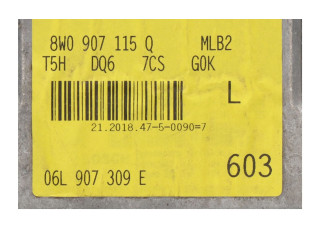 8W0 907 115 Q MLB2
T5H DQ6 7CS G0K
L
21.2018.47-5-0090=7
603
06L 907 309 E